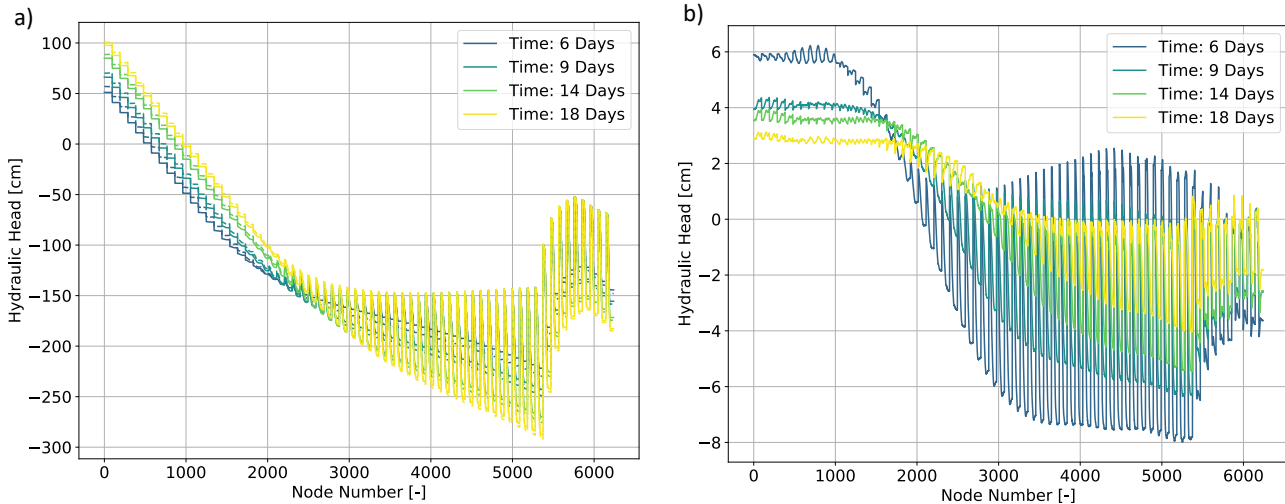 a)
Hydraulic Head [cm]
100
50
0
−50
−100
−150
−200
−250
−300
Time: 6 Days
Time: 9 Days
Time: 14 Days
Time: 18 Days
0 1000 2000 3000 4000 5000 6000
Node Number [-]
b)
Hydraulic Head [cm]
6
4
2
0
−2
−4
−6
−8
Time: 6 Days
Time: 9 Days
Time: 14 Days
Time: 18 Days
0 1000 2000 3000 4000 5000 6000
Node Number [-]